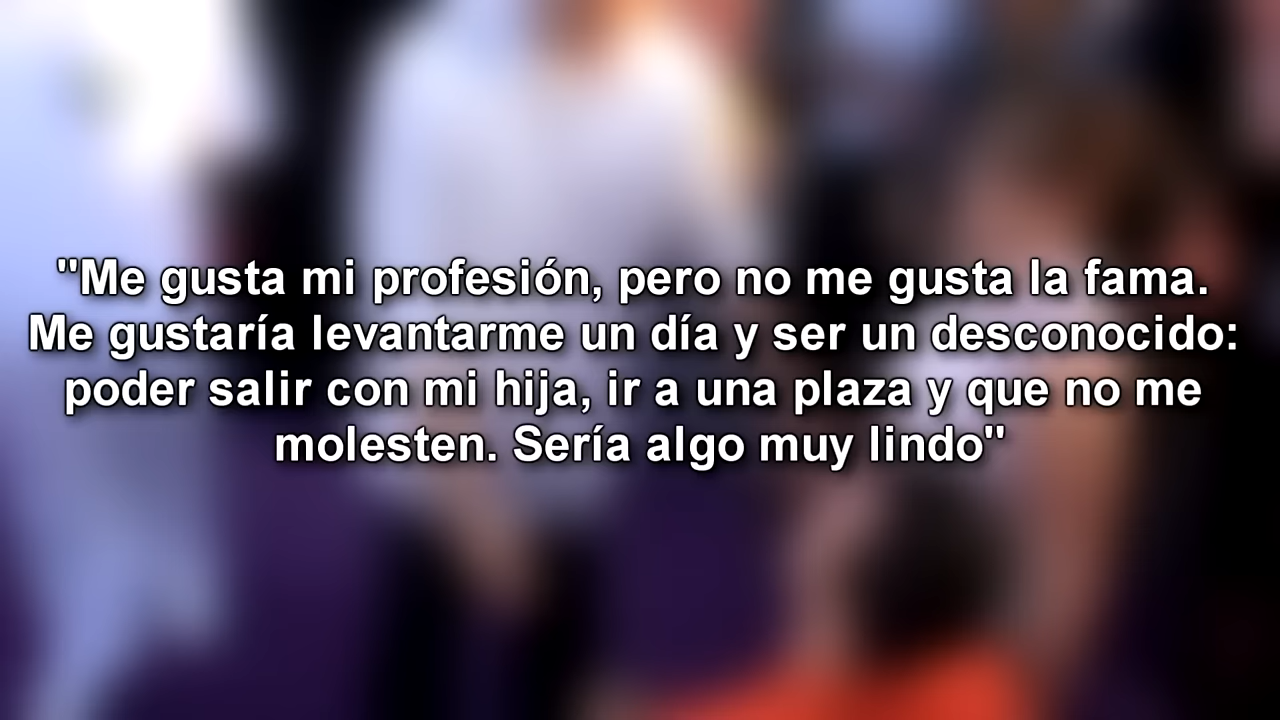 "Me gusta mi profesión, pero no me gusta la fama.
Me gustaría levantarme un día y ser un desconocido:
poder salir con mi hija, ir a una plaza y que no me
molesten. Sería algo muy lindo"